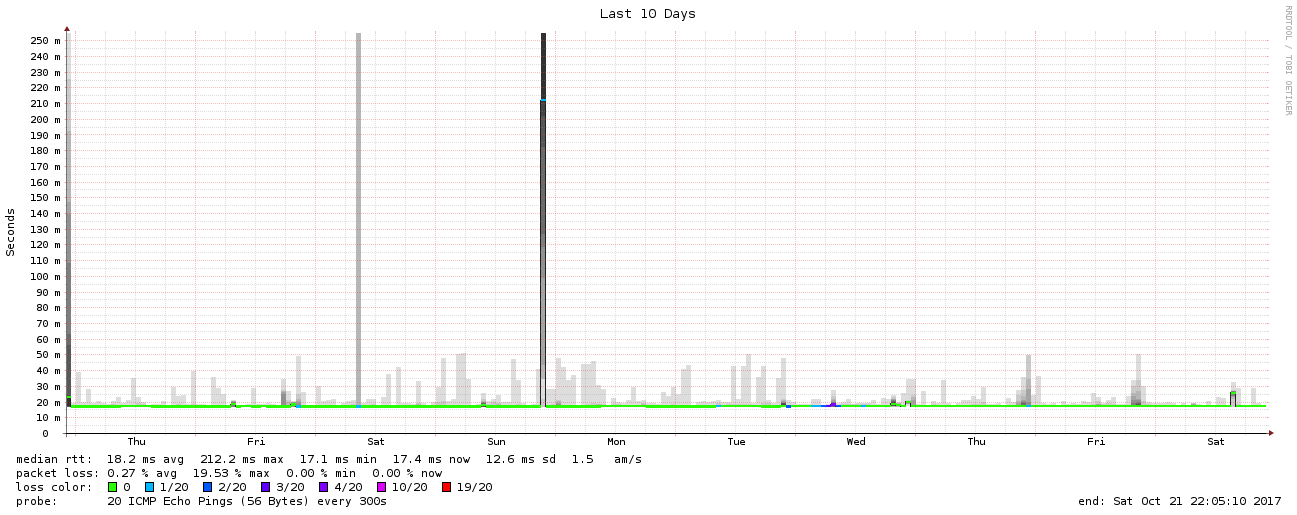 Last 10 Days
RRDTOOL / TOBI OETIKER
Seconds
250 m
240 m
230 m
220 m
210 m
200 m
190 m
180 m
170 m
160 m
150 m
140 m
130 m
120 m
110 m
100 m
90 m
80 m
70 m
60 m
50 m
40 m
30 m
20 m
10 m
0
Thu Fri Sat Sun Mon Tue Wed Thu Fri Sat
median rtt: 18.2 ms avg 212.2 ms max 17.1 ms min 17.4 ms now 12.6 ms sd 1.5 am/s
packet loss: 0.27 % avg 19.53 % max 0.00 % min 0.00 % now
loss color: 0 1/20 2/20 3/20 4/20 10/20 19/20
probe: 20 ICMP Echo Pings (56 Bytes) every 300s end: Sat Oct 21 22:05:10 2017